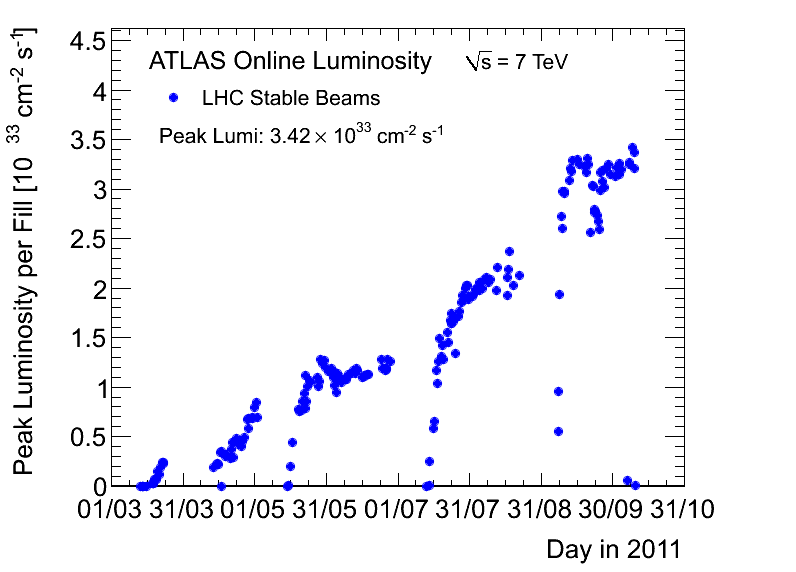 ATLAS Online Luminosity √s = 7 TeV
LHC Stable Beams
Peak Lumi: 3.42 × 10³³ cm⁻² s⁻¹
Peak Luminosity per Fill [10³³ cm⁻² s⁻¹]
4.5
4
3.5
3
2.5
2
1.5
1
0.5
0
01/03 31/03 01/05 31/05 01/07 31/07 31/08 30/09 31/10
Day in 2011